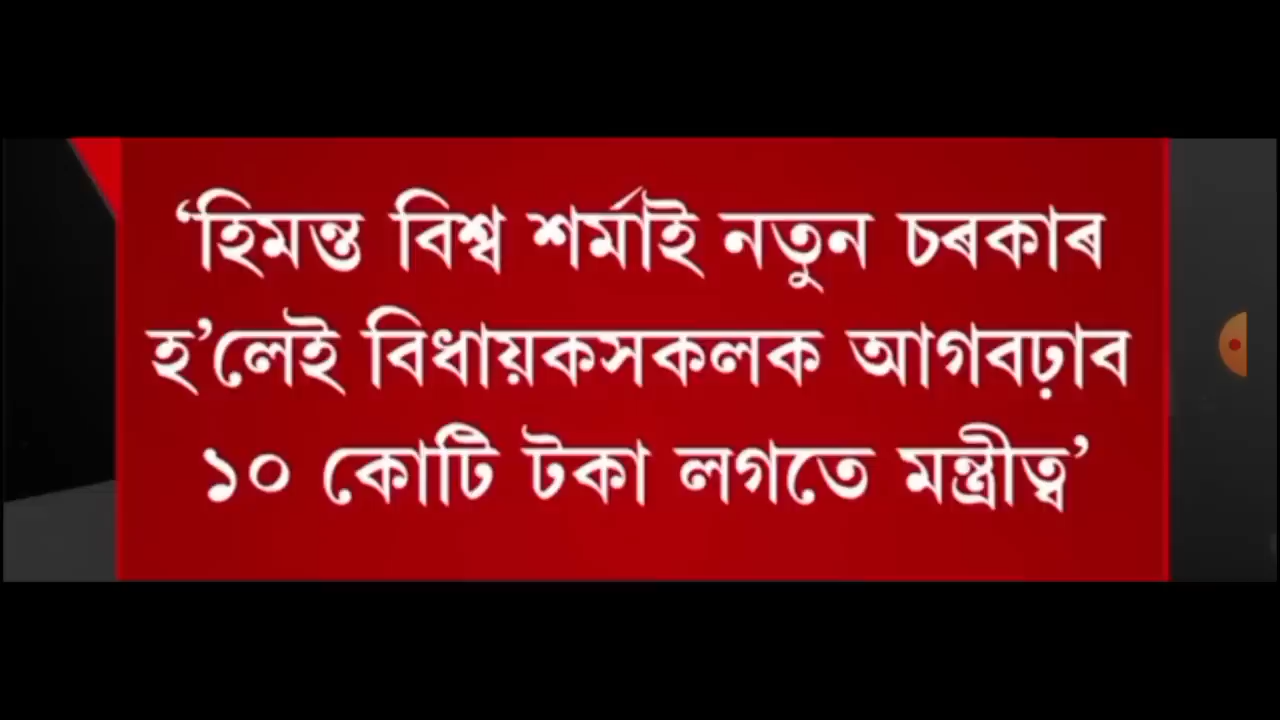 ‘হিমন্ত বিশ্ব শৰ্মাই নতুন চৰকাৰ
হ’লেই বিধায়কসকলক আগবঢ়াব
১০ কোটি টকা লগতে মন্ত্ৰীত্ব’